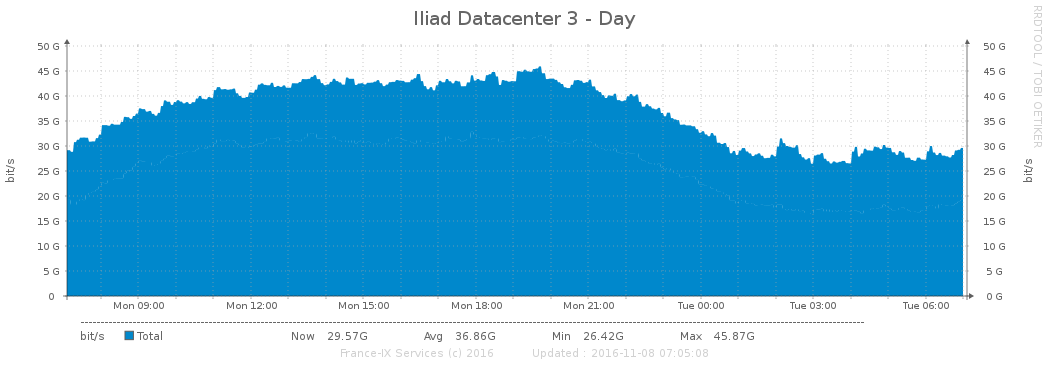 Iliad Datacenter 3 - Day
RRDTOOL / TOBI OETIKER
50 G 50 G
45 G 45 G
40 G 40 G
35 G 35 G
30 G 30 G
25 G 25 G
20 G 20 G
15 G 15 G
10 G 10 G
5 G 5 G
0 0 G
bit/s bit/s
Mon 09:00 Mon 12:00 Mon 15:00 Mon 18:00 Mon 21:00 Tue 00:00 Tue 03:00 Tue 06:00
bit/s Total Now 29.57G Avg 36.86G Min 26.42G Max 45.87G
France-IX Services (c) 2016 Updated : 2016-11-08 07:05:08